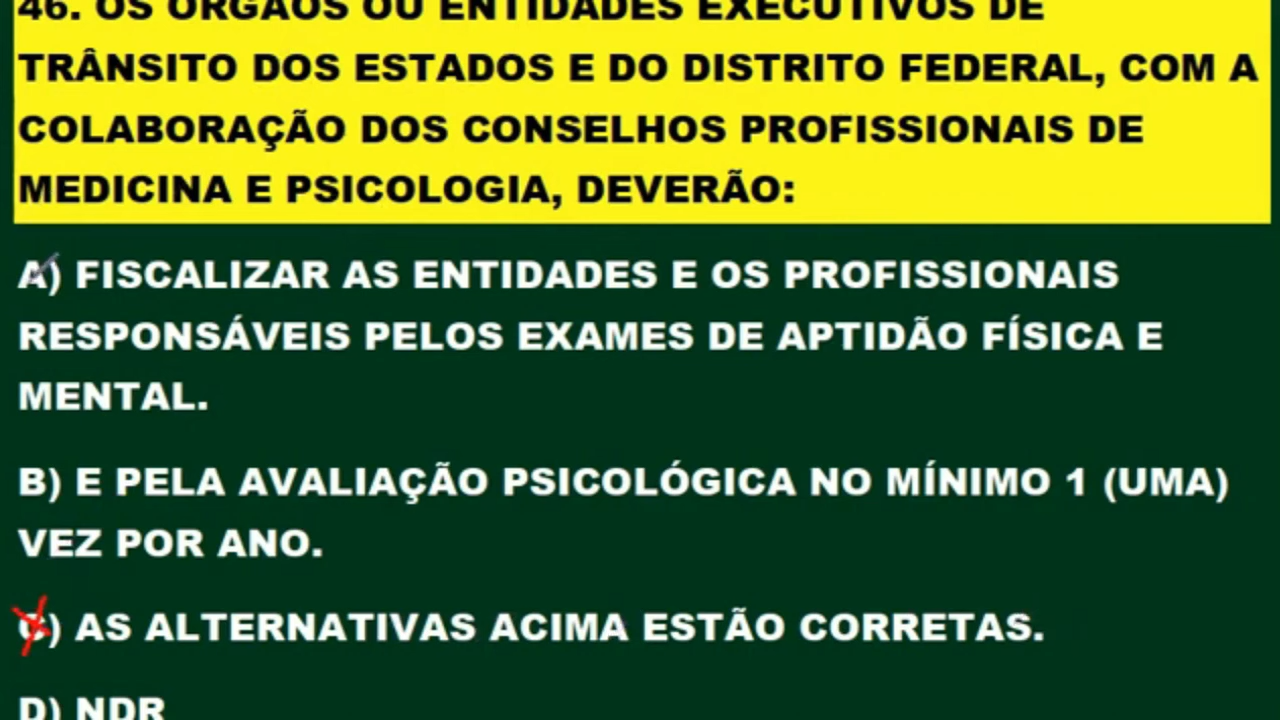 46. OS ÓRGÃOS OU ENTIDADES EXECUTIVOS DE
TRÂNSITO DOS ESTADOS E DO DISTRITO FEDERAL, COM A
COLABORAÇÃO DOS CONSELHOS PROFISSIONAIS DE
MEDICINA E PSICOLOGIA, DEVERÃO:
A) FISCALIZAR AS ENTIDADES E OS PROFISSIONAIS
RESPONSÁVEIS PELOS EXAMES DE APTIDÃO FÍSICA E
MENTAL.
B) E PELA AVALIAÇÃO PSICOLÓGICA NO MÍNIMO 1 (UMA)
VEZ POR ANO.
C) AS ALTERNATIVAS ACIMA ESTÃO CORRETAS.
D) NDR